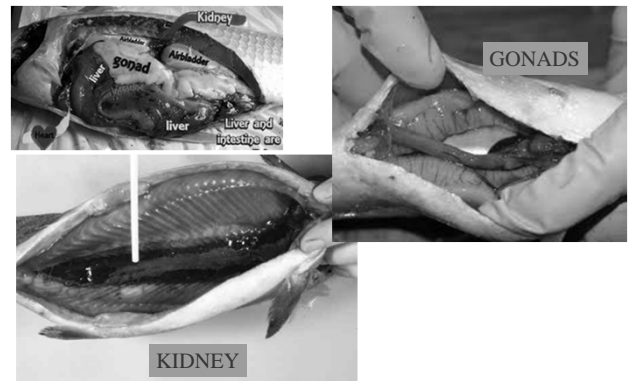 Kidney
Airbladder
gonad
Airbladder
liver
liver
Liver and
intestine are
Heart
GONADS
KIDNEY